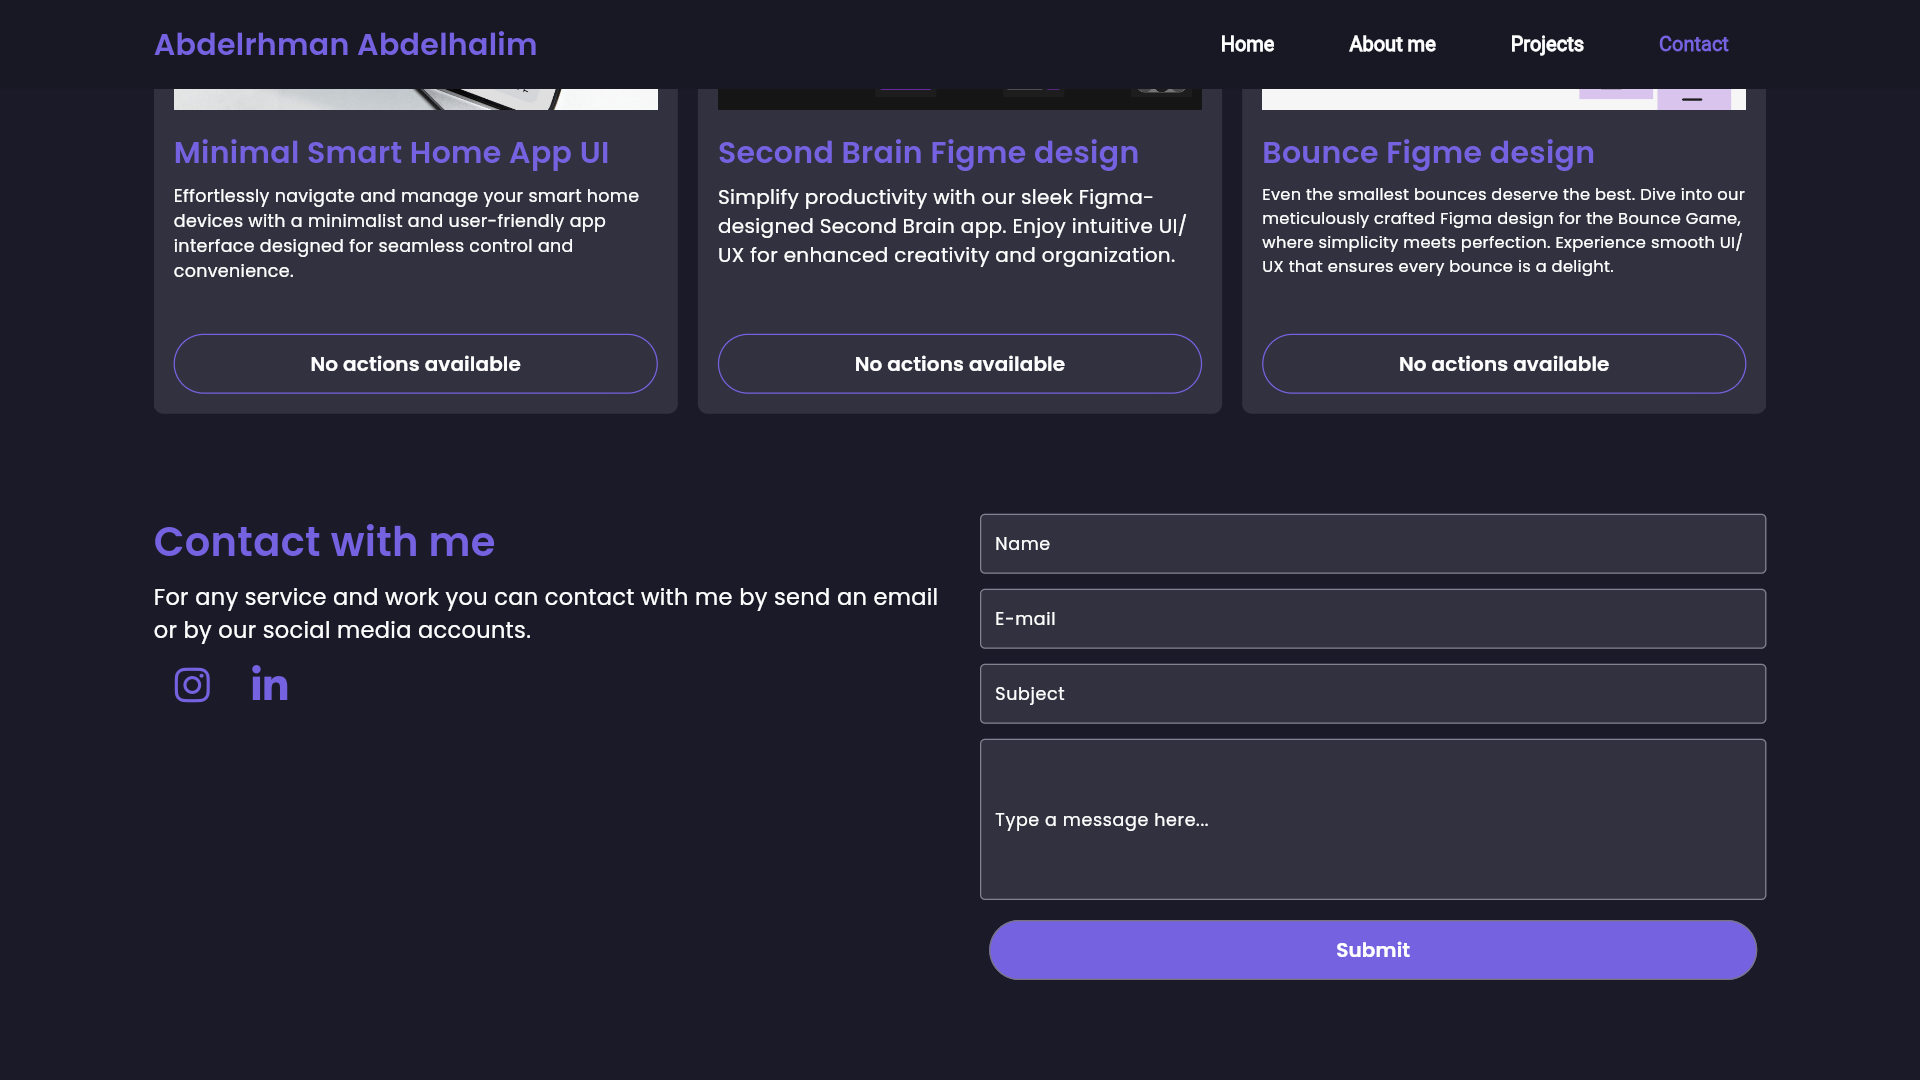 Abdelrhman Abdelhalim
Home
About me
Projects
Contact
Minimal Smart Home App UI
Effortlessly navigate and manage your smart home
devices with a minimalist and user-friendly app
interface designed for seamless control and
convenience.
No actions available
Second Brain Figme design
Simplify productivity with our sleek Figma-
designed Second Brain app. Enjoy intuitive UI/
UX for enhanced creativity and organization.
No actions available
Bounce Figme design
Even the smallest bounces deserve the best. Dive into our
meticulously crafted Figma design for the Bounce Game,
where simplicity meets perfection. Experience smooth UI/
UX that ensures every bounce is a delight.
No actions available
Contact with me
For any service and work you can contact with me by send an email
or by our social media accounts.
in
Name
E-mail
Subject
Type a message here...
Submit